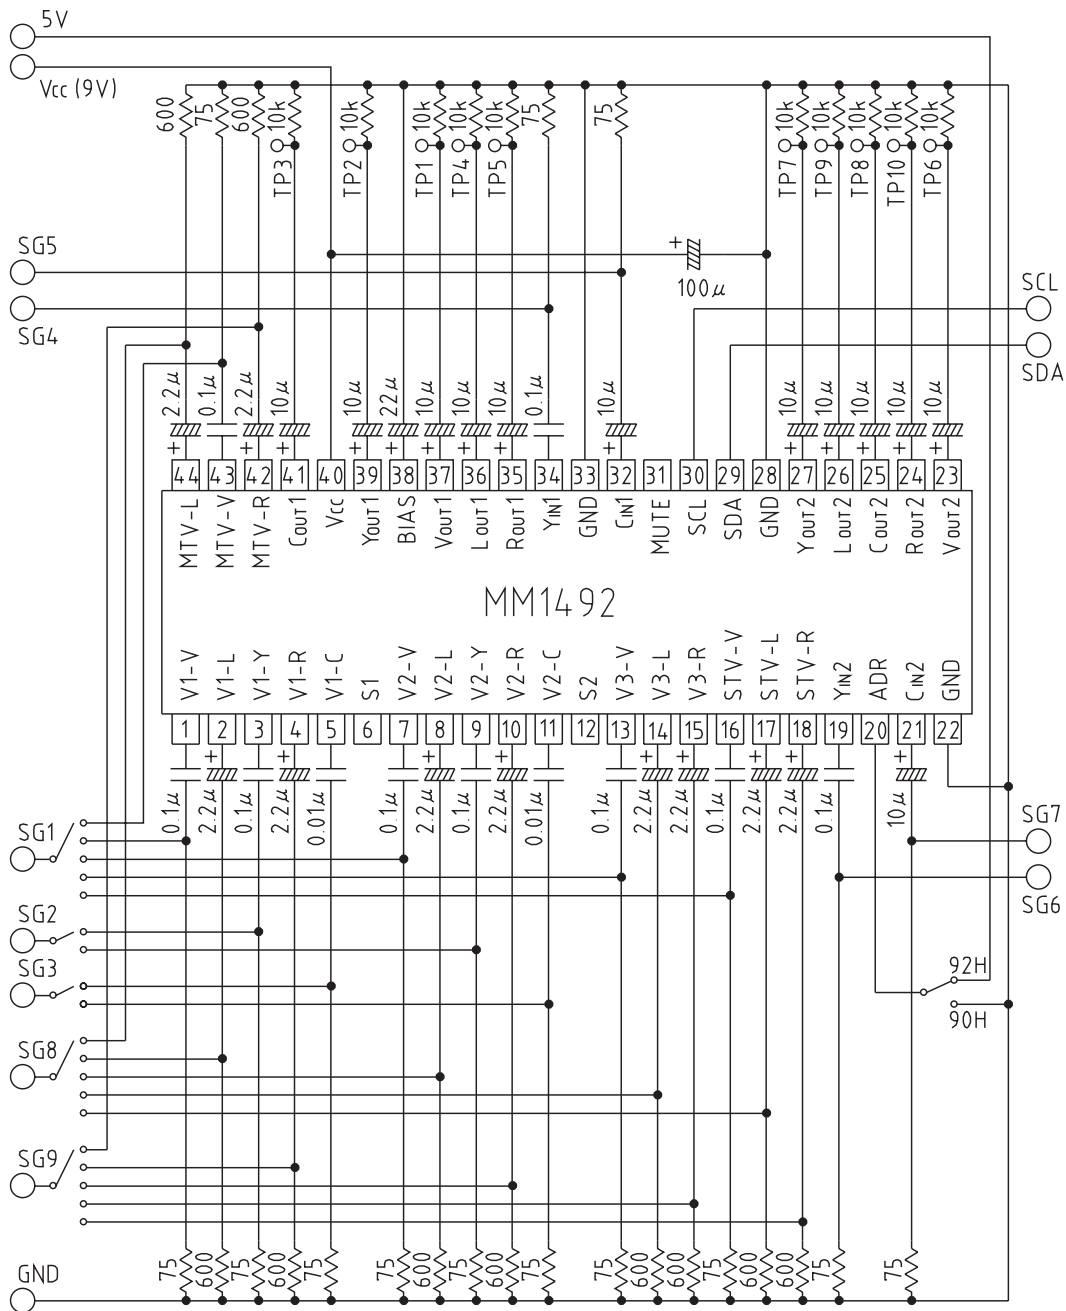 5V
Vcc (9V)
600
75
600
10k
10k
10k
10k
10k
75
75
10k
10k
10k
10k
10k
TP3
TP2
TP1
TP4
TP5
TP7
TP9
TP8
TP10
TP6
SG5
SG4
+
100μ
SCL
SDA
2.2μ
0.1μ
2.2μ
10μ
10μ
22μ
10μ
10μ
10μ
0.1μ
10μ
10μ
10μ
10μ
10μ
10μ
+ + + + + + + + + + + + + +
44 43 42 41 40 39 38 37 36 35 34 33 32 31 30 29 28 27 26 25 24 23
MTV-L
MTV-V
MTV-R
COUT1
Vcc
YOUT1
BIAS
VOUT1
LOUT1
ROUT1
YIN1
GND
CIN1
MUTE
SCL
SDA
GND
YOUT2
LOUT2
COUT2
ROUT2
VOUT2
MM1492
V1-V
V1-L
V1-Y
V1-R
V1-C
S1
V2-V
V2-L
V2-Y
V2-R
V2-C
S2
V3-V
V3-L
V3-R
STV-V
STV-L
STV-R
YIN2
ADR
CIN2
GND
1 2 3 4 5 6 7 8 9 10 11 12 13 14 15 16 17 18 19 20 21 22
+ + + + + + + + +
0.1μ
2.2μ
0.1μ
2.2μ
0.01μ
0.1μ
2.2μ
0.1μ
2.2μ
0.01μ
0.1μ
2.2μ
2.2μ
0.1μ
2.2μ
2.2μ
0.1μ
10μ
SG1
SG7
SG6
SG2
SG3
92H
90H
SG8
SG9
GND
75
600
75
600
75
75
600
75
600
75
75
600
600
75
600
600
75
75